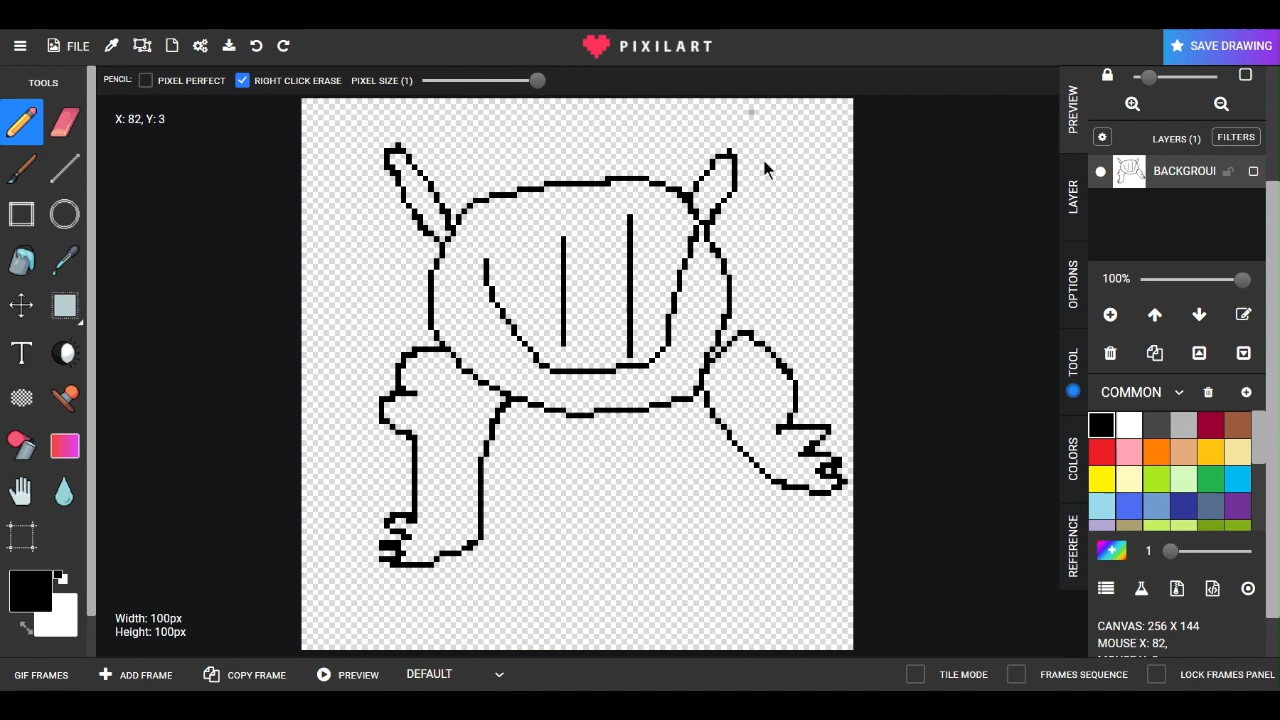 FILE
PIXILART
SAVE DRAWING
TOOLS
PENCIL:
PIXEL PERFECT
RIGHT CLICK ERASE
PIXEL SIZE (1)
X: 82, Y: 3
PREVIEW
LAYER
OPTIONS
TOOL
COLORS
REFERENCE
LAYERS (1)
FILTERS
BACKGROUI
100%
COMMON
1
CANVAS: 256 X 144
MOUSE X: 82,
Width: 100px
Height: 100px
GIF FRAMES
ADD FRAME
COPY FRAME
PREVIEW
DEFAULT
TILE MODE
FRAMES SEQUENCE
LOCK FRAMES PANEL